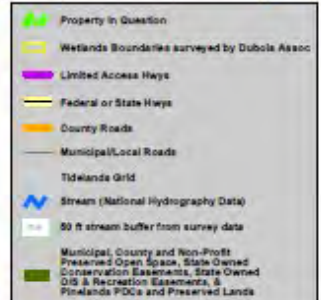 Property in Question
Wetlands Boundaries surveyed by Dubois Assoc
Limited Access Hwys
Federal or State Hwys
County Roads
Municipal/Local Roads
Tidelands Grid
Stream (National Hydrography Data)
50 ft stream buffer from survey data
Municipal, County and Non-Profit
Preserved Open Space, State Owned
Conservation Easements, State Owned
O/S & Recreation Easements, &
Pinelands PDCs and Preserved Lands